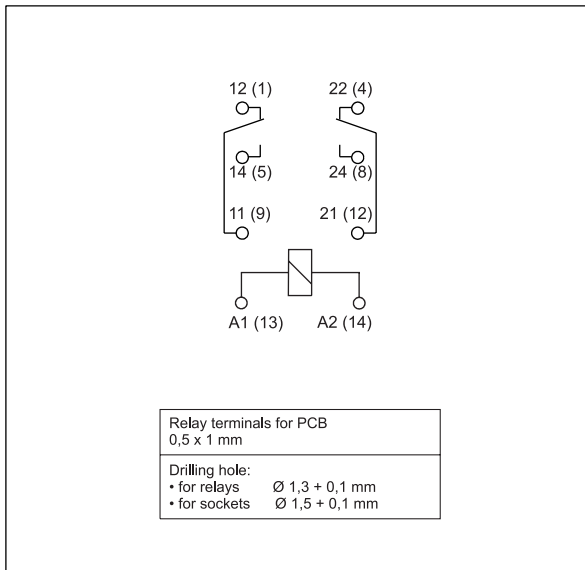 12 (1) 22 (4)
14 (5) 24 (8)
11 (9) 21 (12)
A1 (13) A2 (14)
Relay terminals for PCB
0,5 x 1 mm
Drilling hole:
• for relays Ø 1,3 + 0,1 mm
• for sockets Ø 1,5 + 0,1 mm